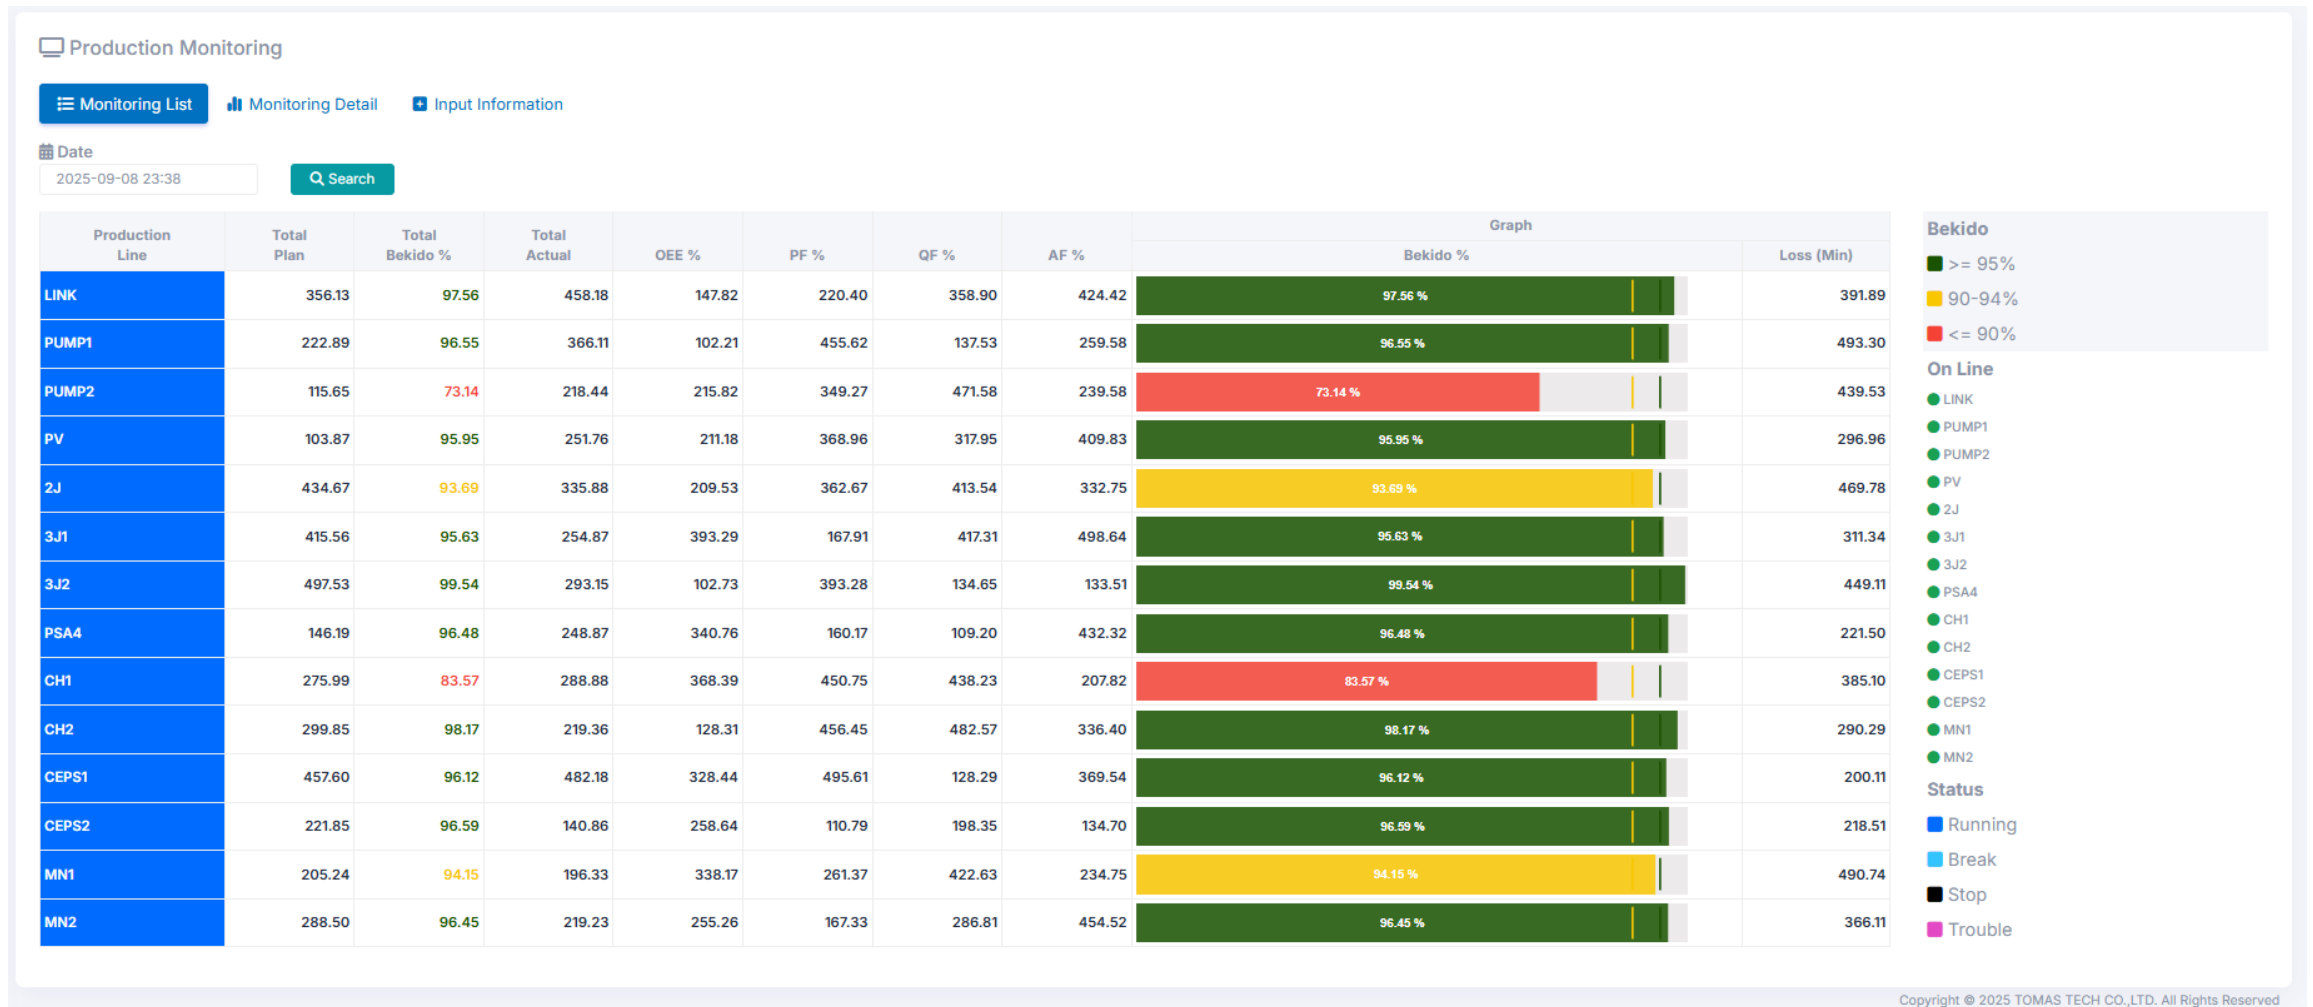 Production Monitoring
Monitoring List Monitoring Detail Input Information
Date
2025-09-08 23:38 Search
Production Line Total Plan Total Bekido % Total Actual OEE % PF % QF % AF % Graph
Bekido % Loss (Min)
LINK 356.13 97.56 458.18 147.82 220.40 358.90 424.42 97.56 % 391.89
PUMP1 222.89 96.55 366.11 102.21 455.62 137.53 259.58 96.55 % 493.30
PUMP2 115.65 73.14 218.44 215.82 349.27 471.58 239.58 73.14 % 439.53
PV 103.87 95.95 251.76 211.18 368.96 317.95 409.83 95.95 % 296.96
2J 434.67 93.69 335.88 209.53 362.67 413.54 332.75 93.69 % 469.78
3J1 415.56 95.63 254.87 393.29 167.91 417.31 498.64 95.63 % 311.34
3J2 497.53 99.54 293.15 102.73 393.28 134.65 133.51 99.54 % 449.11
PSA4 146.19 96.48 248.87 340.76 160.17 109.20 432.32 96.48 % 221.50
CH1 275.99 83.57 288.88 368.39 450.75 438.23 207.82 83.57 % 385.10
CH2 299.85 98.17 219.36 128.31 456.45 482.57 336.40 98.17 % 290.29
CEPS1 457.60 96.12 482.18 328.44 495.61 128.29 369.54 96.12 % 200.11
CEPS2 221.85 96.59 140.86 258.64 110.79 198.35 134.70 96.59 % 218.51
MN1 205.24 94.15 196.33 338.17 261.37 422.63 234.75 94.15 % 490.74
MN2 288.50 96.45 219.23 255.26 167.33 286.81 454.52 96.45 % 366.11
Bekido
>= 95%
90-94%
<= 90%
On Line
LINK
PUMP1
PUMP2
PV
2J
3J1
3J2
PSA4
CH1
CH2
CEPS1
CEPS2
MN1
MN2
Status
Running
Break
Stop
Trouble
Copyright © 2025 TOMAS TECH CO.,LTD. All Rights Reserved